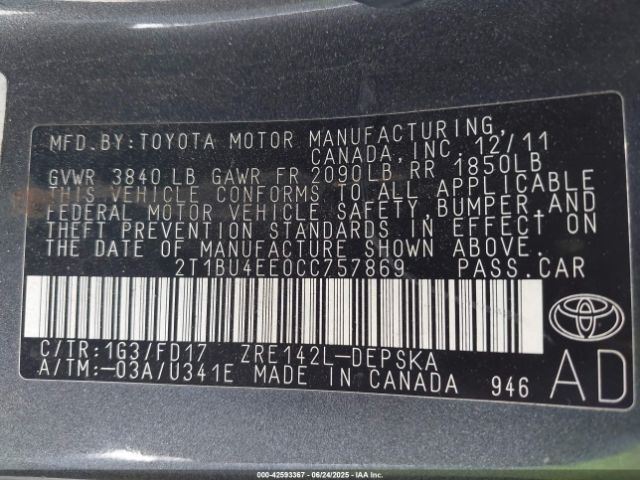 MFD.BY:TOYOTA MOTOR MANUFACTURING,
CANADA,INC. 12/11
GVWR 3840 LB GAWR FR 2090LB RR 1850LB
THIS VEHICLE CONFORMS TO ALL APPLICABLE
FEDERAL MOTOR VEHICLE SAFETY,BUMPER,AND
THEFT PREVENTION STANDARDS IN EFFECT ON
THE DATE OF MANUFACTURE SHOWN ABOVE.
2T1BU4EE0CC757869 PASS.CAR
C/TR:1G3/FD17 ZRE142L-DEPSKA
A/TM:-03A/U341E MADE IN CANADA 946
TOYOTA
AD
000-42593367 - 06/24/2025 - IAA Inc.